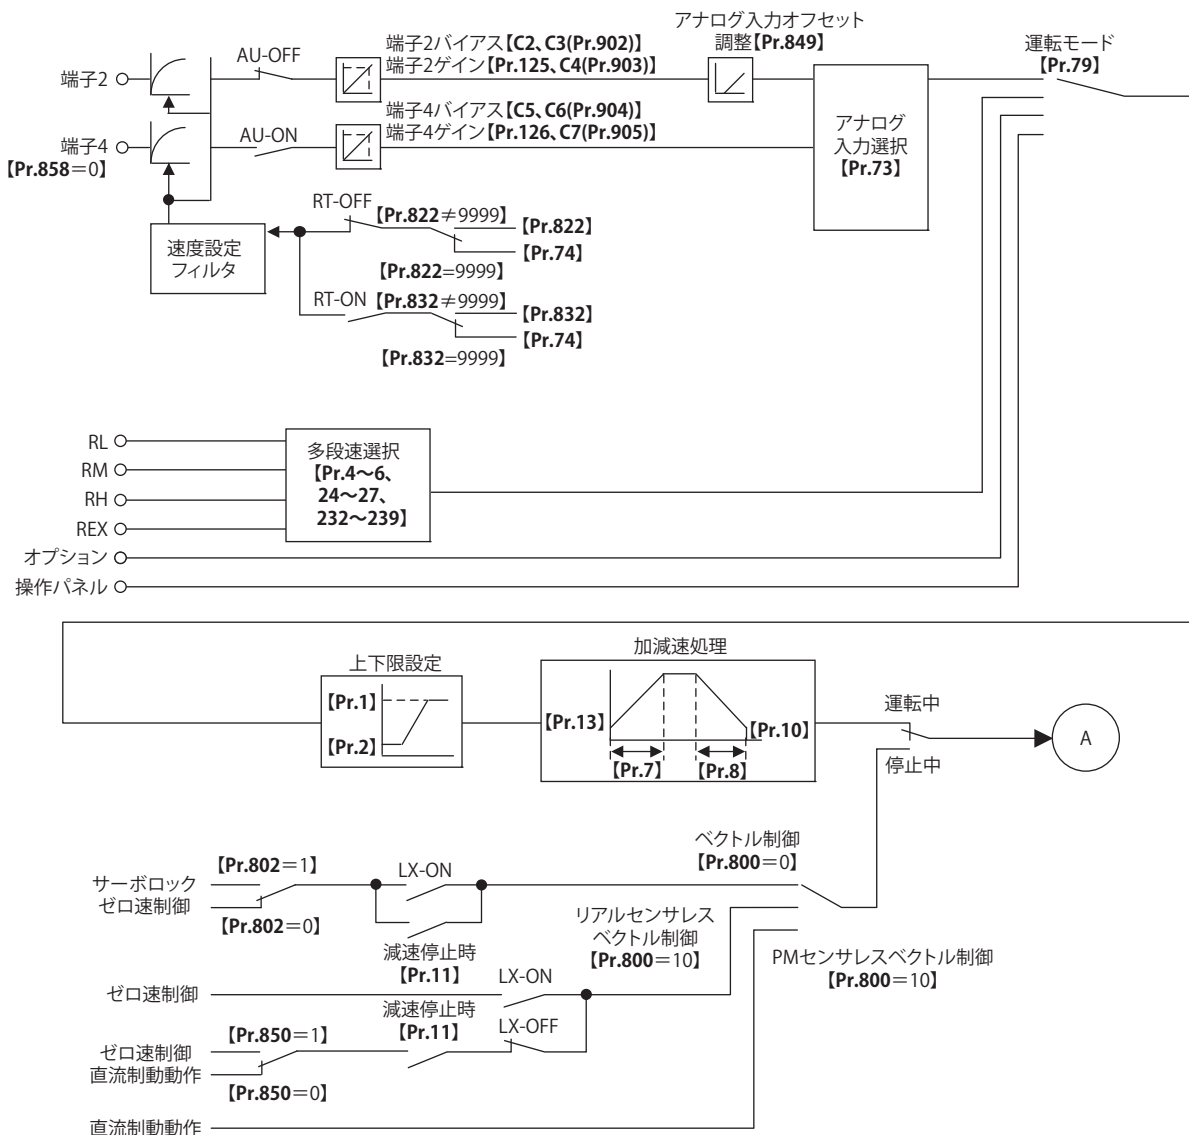 アナログ入力オフセット
調整【Pr.849】
端子2バイアス【C2、C3(Pr.902)】
端子2ゲイン【Pr.125、C4(Pr.903)】
運転モード
【Pr.79】
AU-OFF
端子2
端子4バイアス【C5、C6(Pr.904)】
端子4ゲイン【Pr.126、C7(Pr.905)】
AU-ON
端子4
【Pr.858＝0】
アナログ
入力選択
【Pr.73】
RT-OFF
【Pr.822≠9999】
【Pr.822】
【Pr.74】
【Pr.822=9999】
速度設定
フィルタ
RT-ON
【Pr.832≠9999】
【Pr.832】
【Pr.74】
【Pr.832=9999】
RL
RM
RH
REX
多段速選択
【Pr.4〜6、
24〜27、
232〜239】
オプション
操作パネル
上下限設定
【Pr.1】
【Pr.2】
加減速処理
【Pr.13】
【Pr.10】
【Pr.7】
【Pr.8】
運転中
停止中
A
ベクトル制御
【Pr.800＝0】
【Pr.802＝1】
LX-ON
サーボロック
ゼロ速制御
【Pr.802＝0】
減速停止時
【Pr.11】
リアルセンサレス
ベクトル制御
【Pr.800＝10】
PMセンサレスベクトル制御
【Pr.800＝10】
ゼロ速制御
LX-ON
減速停止時
【Pr.11】
LX-OFF
【Pr.850＝1】
ゼロ速制御
直流制動動作
【Pr.850＝0】
直流制動動作